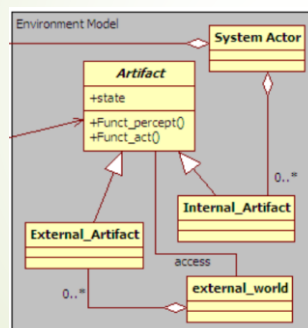 Environment Model
System Actor
Artifact
+state
+Funct_percept()
+Funct_act()
0..*
Internal_Artifact
External_Artifact
access
0..*
external_world